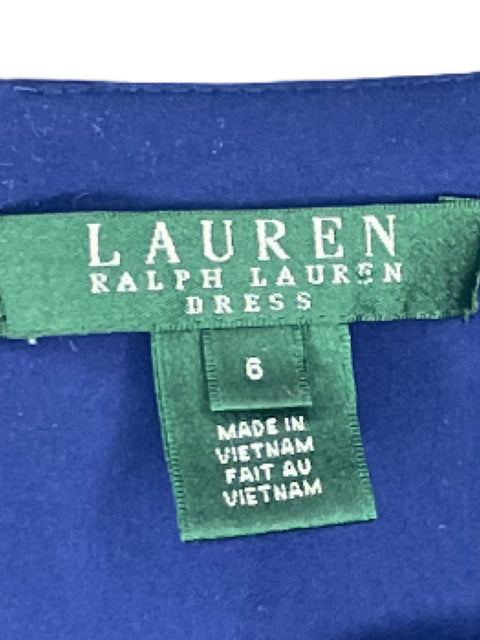 LAUREN
RALPH LAUREN
DRESS
6
MADE IN
VIETNAM
FAIT AU
VIETNAM